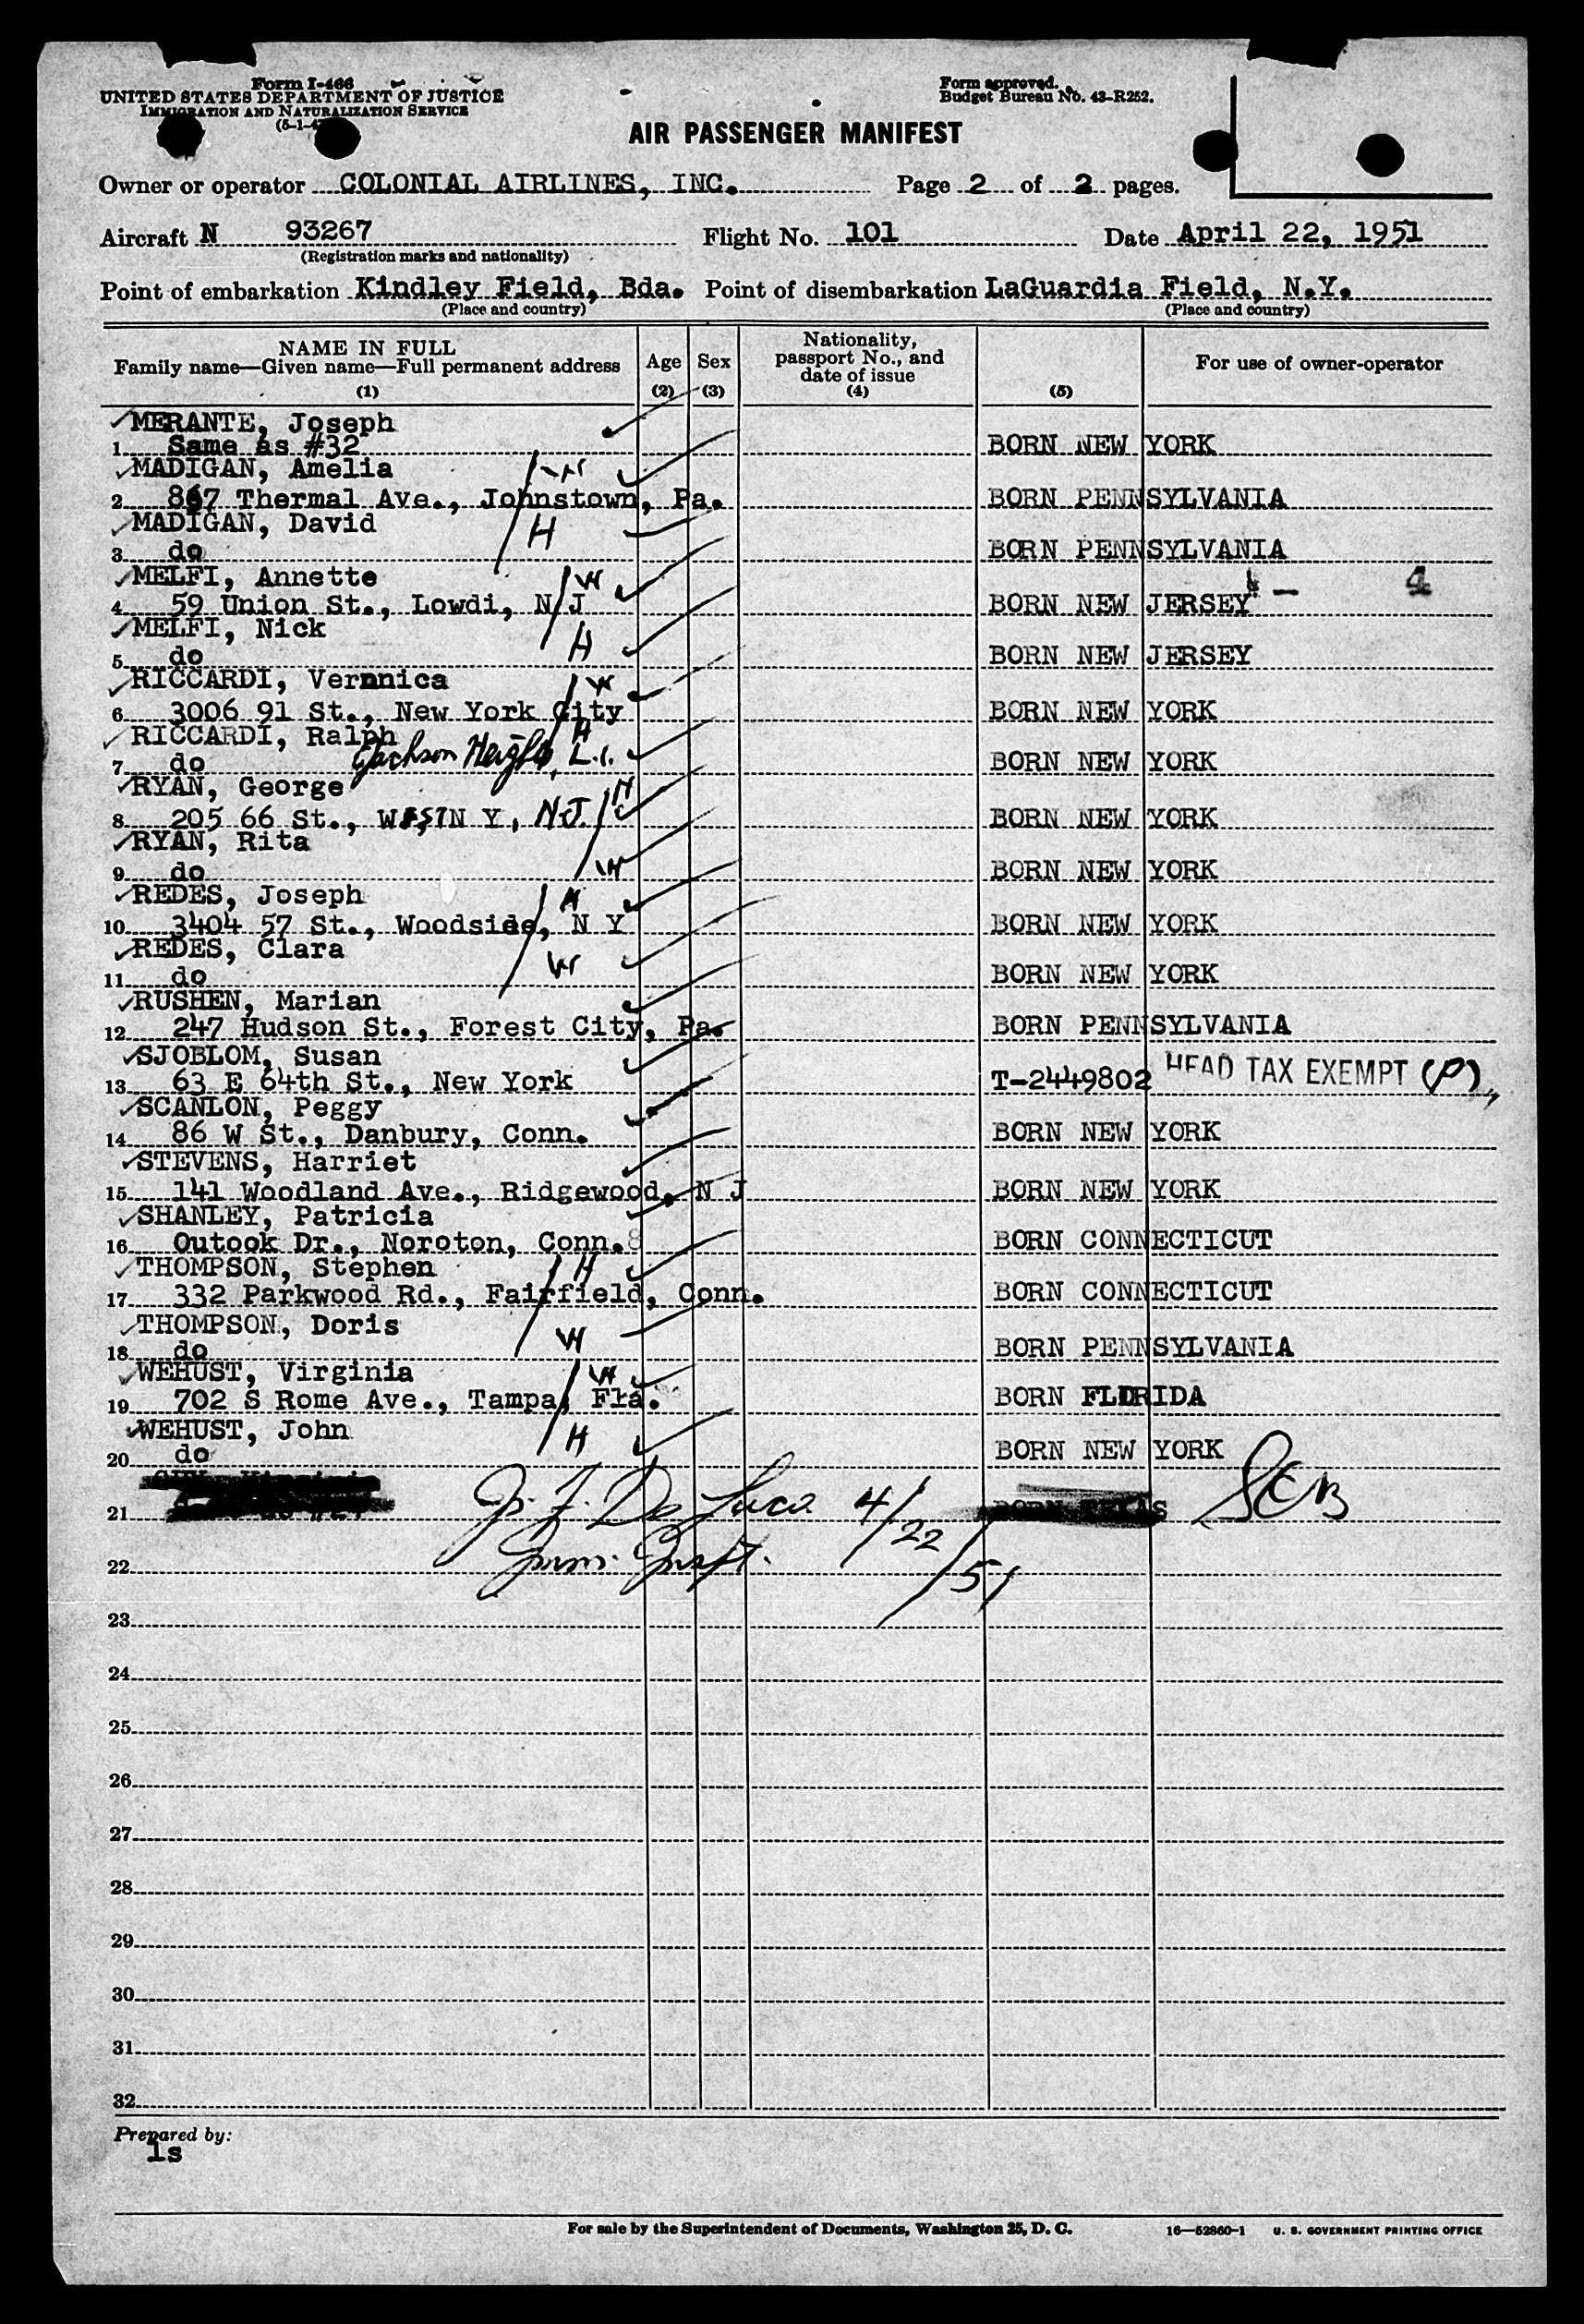 Form I-466
UNITED STATES DEPARTMENT OF JUSTICE
IMMIGRATION AND NATURALIZATION SERVICE
(5-1-4
Form approved.
Budget Bureau No. 43-R252.
AIR PASSENGER MANIFEST
Owner or operator COLONIAL AIRLINES, INC. Page 2 of 2 pages.
Aircraft N 93267 Flight No. 101 Date April 22, 1951
(Registration marks and nationality)
Point of embarkation Kindley Field, Bda. Point of disembarkation LaGuardia Field, N.Y.
(Place and country) (Place and country)
NAME IN FULL
Family name—Given name—Full permanent address
(1)
Age
(2)
Sex
(3)
Nationality,
passport No., and
date of issue
(4)
(5)
For use of owner-operator
MERANTE, Joseph
1 Same as #32 BORN NEW YORK
MADIGAN, Amelia W
2 867 Thermal Ave., Johnstown, Pa. BORN PENNSYLVANIA
MADIGAN, David H
3 do BORN PENNSYLVANIA
MELFI, Annette W 4
4 59 Union St., Lowdi, N J BORN NEW JERSEY
MELFI, Nick H
5 do BORN NEW JERSEY
RICCARDI, Vernnica W
6 3006 91 St., New York City BORN NEW YORK
RICCARDI, Ralph H
7 do Jackson Heights, L.I. BORN NEW YORK
RYAN, George H
8 205 66 St., WEST N Y, N.J. BORN NEW YORK
RYAN, Rita W
9 do BORN NEW YORK
REDES, Joseph H
10 3404 57 St., Woodside, N Y BORN NEW YORK
REDES, Clara W
11 do BORN NEW YORK
RUSHEN, Marian
12 247 Hudson St., Forest City, Pa. BORN PENNSYLVANIA
SJOBLOM, Susan
13 63 E 64th St., New York T-2449802 HEAD TAX EXEMPT (P)
SCANLON, Peggy
14 86 W St., Danbury, Conn. BORN NEW YORK
STEVENS, Harriet
15 141 Woodland Ave., Ridgewood, N J BORN NEW YORK
SHANLEY, Patricia
16 Outook Dr., Noroton, Conn. BORN CONNECTICUT
THOMPSON, Stephen H
17 332 Parkwood Rd., Fairfield, Conn. BORN CONNECTICUT
THOMPSON, Doris W
18 do BORN PENNSYLVANIA
WEHUST, Virginia W
19 702 S Rome Ave., Tampa, Fla. BORN FLORIDA
WEHUST, John H
20 do BORN NEW YORK
21 J. F. De Luca 4/22/51 SCB
22 Imm. Inspt.
23
24
25
26
27
28
29
30
31
32
Prepared by:
ls
For sale by the Superintendent of Documents, Washington 25, D. C. 16—52860-1 U. S. GOVERNMENT PRINTING OFFICE